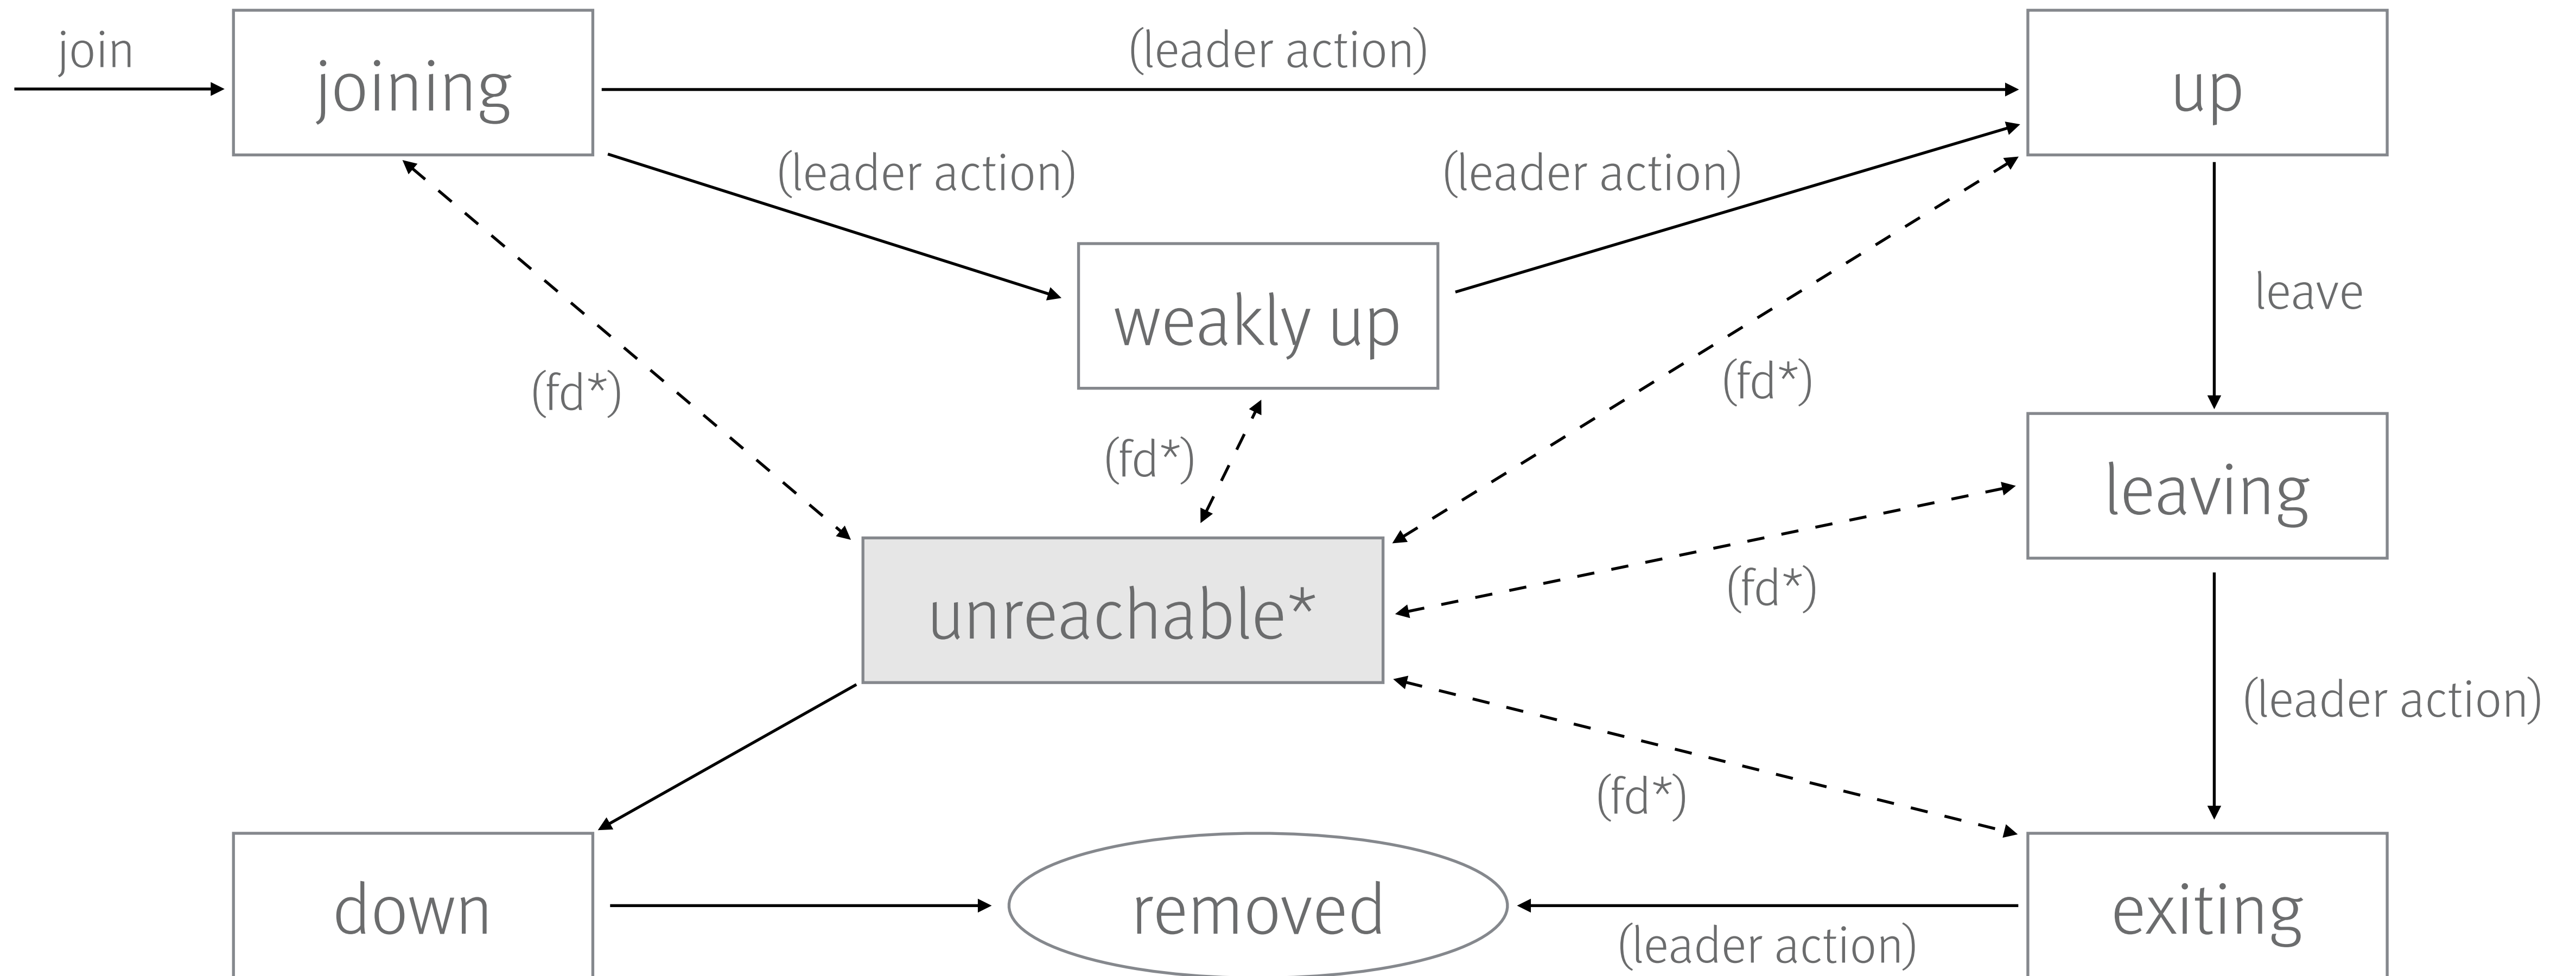 join
joining
(leader action)
up
(leader action)
(leader action)
weakly up
leave
(fd*)
(fd*)
(fd*)
leaving
unreachable*
(fd*)
(leader action)
(fd*)
down
removed
exiting
(leader action)